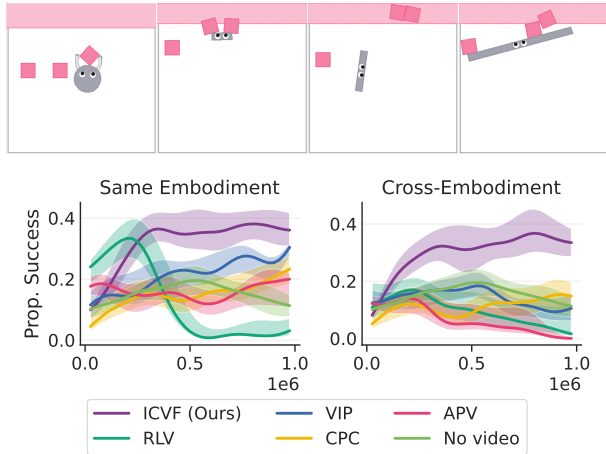 Same Embodiment
Cross-Embodiment
Prop. Success
0.4
0.2
0.0
0.0
0.5
1.0
1e6
0.4
0.2
0.0
0.0
0.5
1.0
1e6
ICVF (Ours)
VIP
APV
RLV
CPC
No video